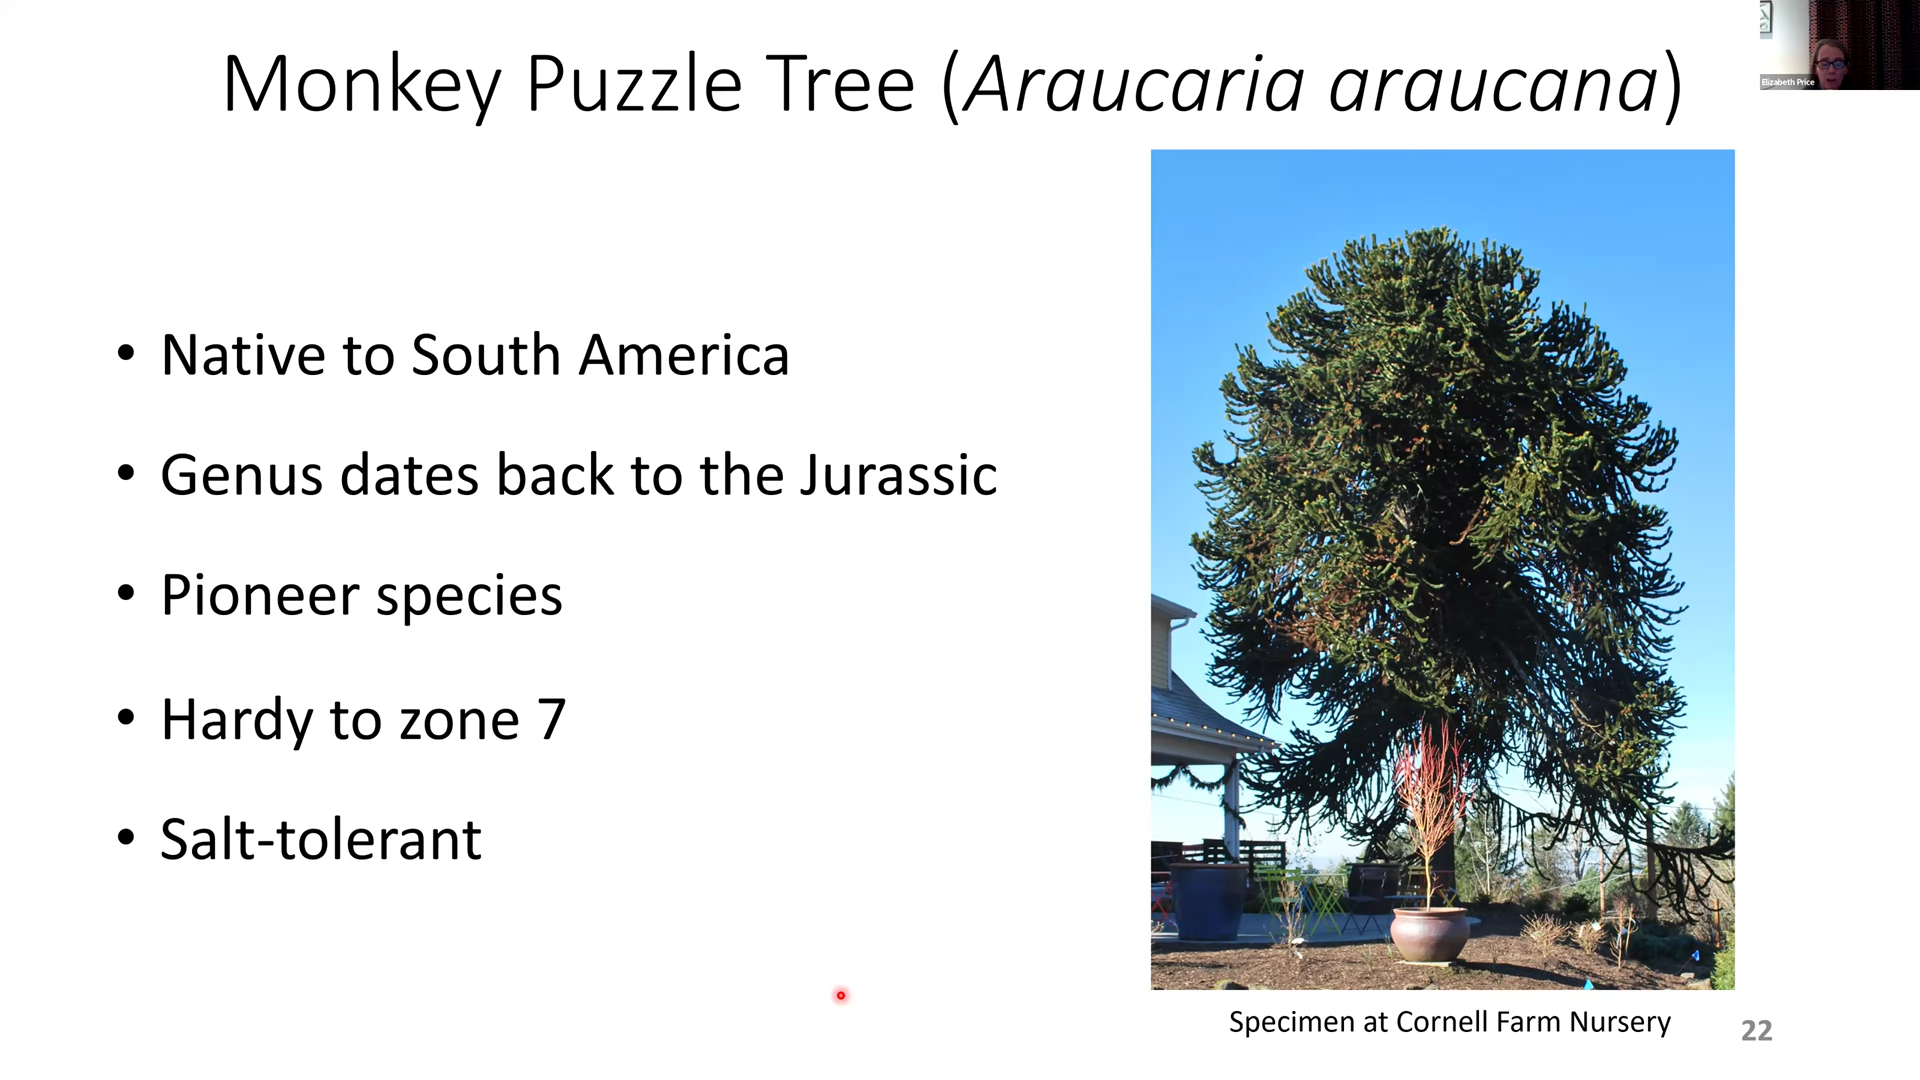 Monkey Puzzle Tree (Araucaria araucana)
Elizabeth Price
• Native to South America
• Genus dates back to the Jurassic
• Pioneer species
• Hardy to zone 7
• Salt-tolerant
Specimen at Cornell Farm Nursery
22